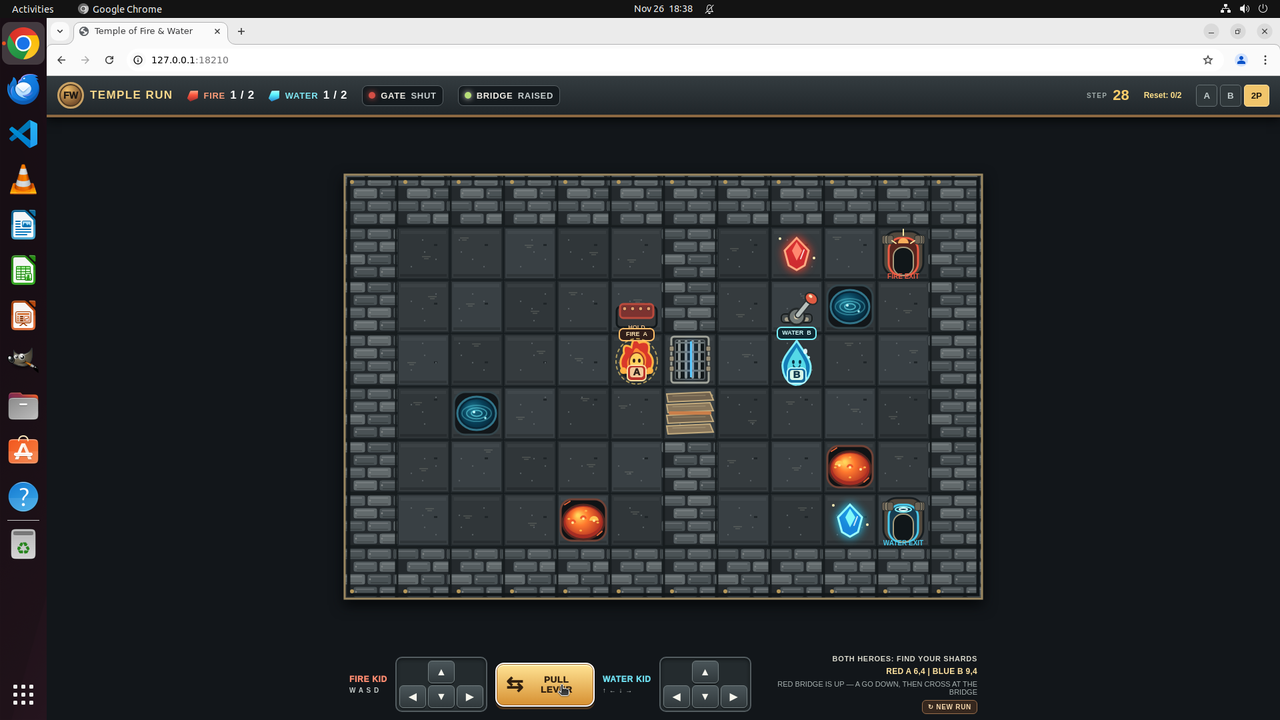 Activities
Google Chrome
Nov 26 18:38
Temple of Fire & Water
127.0.0.1:18210
FW
TEMPLE RUN
FIRE 1 / 2
WATER 1 / 2
GATE SHUT
BRIDGE RAISED
STEP 28
Reset: 0/2
A
B
2P
FIRE EXIT
FIRE A
A
WATER B
B
WATER EXIT
FIRE KID
W A S D
PULL
LEVER
WATER KID
↑ ← ↓ →
BOTH HEROES: FIND YOUR SHARDS
RED A 6,4 | BLUE B 9,4
RED BRIDGE IS UP — A GO DOWN, THEN CROSS AT THE
BRIDGE
↻ NEW RUN